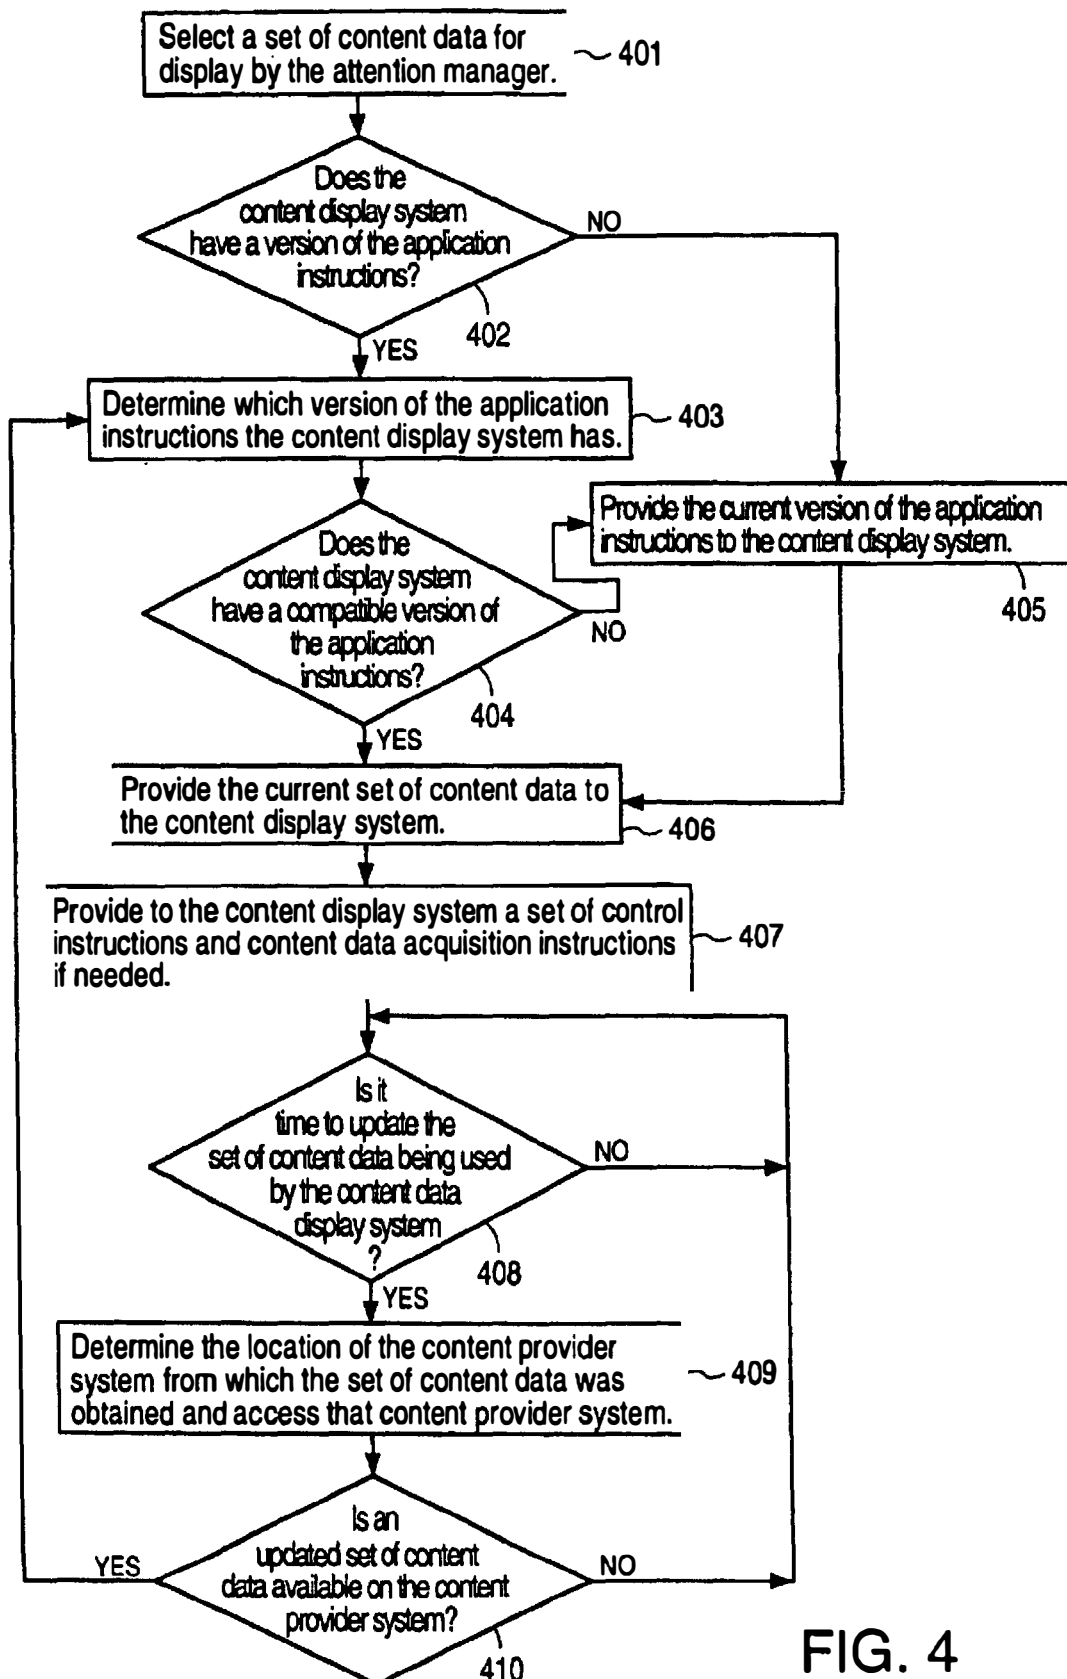 Select a set of content data for
display by the attention manager.
401
Does the
content display system
have a version of the application
instructions?
NO
402
YES
Determine which version of the application
instructions the content display system has.
403
Provide the current version of the application
instructions to the content display system.
405
Does the
content display system
have a compatible version of
the application
instructions?
NO
404
YES
Provide the current set of content data to
the content display system.
406
Provide to the content display system a set of control
instructions and content data acquisition instructions
if needed.
407
Is it
time to update the
set of content data being used
by the content data
display system
?
NO
408
YES
Determine the location of the content provider
system from which the set of content data was
obtained and access that content provider system.
409
Is an
updated set of content
data available on the content
provider system?
YES
NO
410
FIG. 4